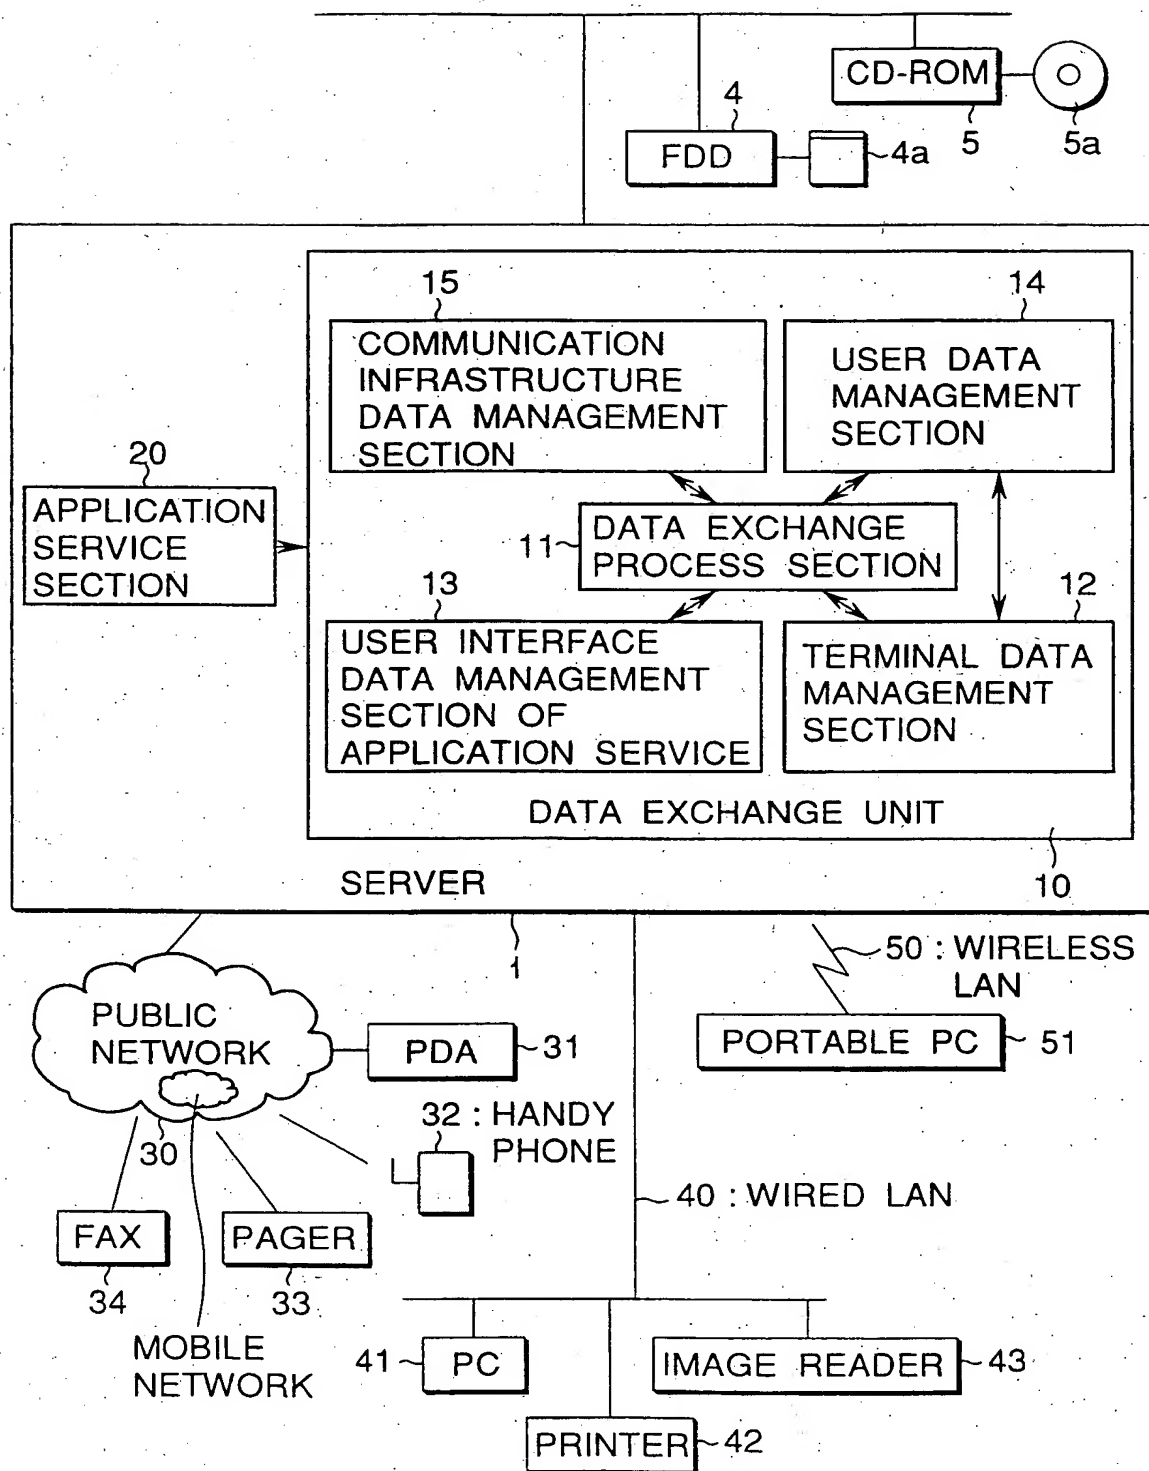 CD-ROM
5
5a
4
FDD
4a
15
COMMUNICATION
INFRASTRUCTURE
DATA MANAGEMENT
SECTION
14
USER DATA
MANAGEMENT
SECTION
20
APPLICATION
SERVICE
SECTION
11
DATA EXCHANGE
PROCESS SECTION
13
USER INTERFACE
DATA MANAGEMENT
SECTION OF
APPLICATION SERVICE
12
TERMINAL DATA
MANAGEMENT
SECTION
DATA EXCHANGE UNIT
10
SERVER
1
50 : WIRELESS
LAN
PUBLIC
NETWORK
30
PDA
31
PORTABLE PC
51
32 : HANDY
PHONE
40 : WIRED LAN
FAX
34
PAGER
33
MOBILE
NETWORK
41
PC
IMAGE READER
43
PRINTER
42